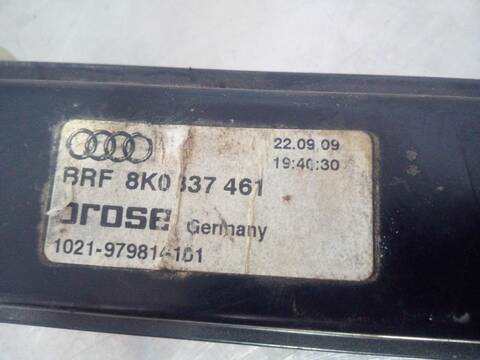 22.09.09
19:40:30
BRF 8K0 837 461
brose Germany
1021-979814-101